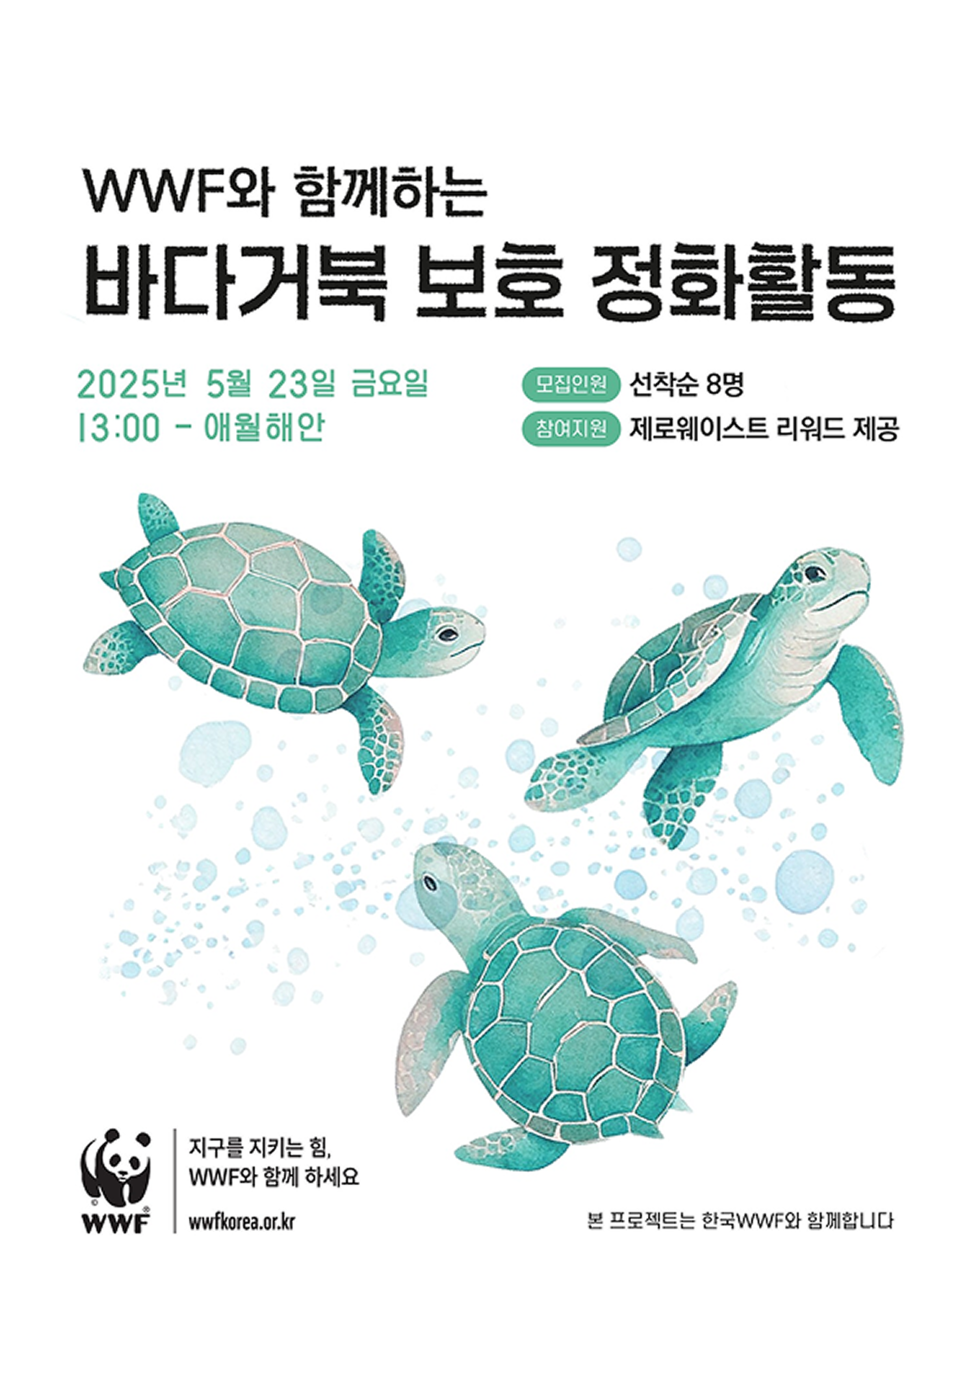 WWF와 함께하는
바다거북 보호 정화활동
2025년 5월 23일 금요일
13:00 - 애월해안
모집인원 선착순 8명
참여지원 제로웨이스트 리워드 제공
지구를 지키는 힘,
WWF와 함께 하세요
wwfkorea.or.kr
©
®
WWF
본 프로젝트는 한국WWF와 함께합니다